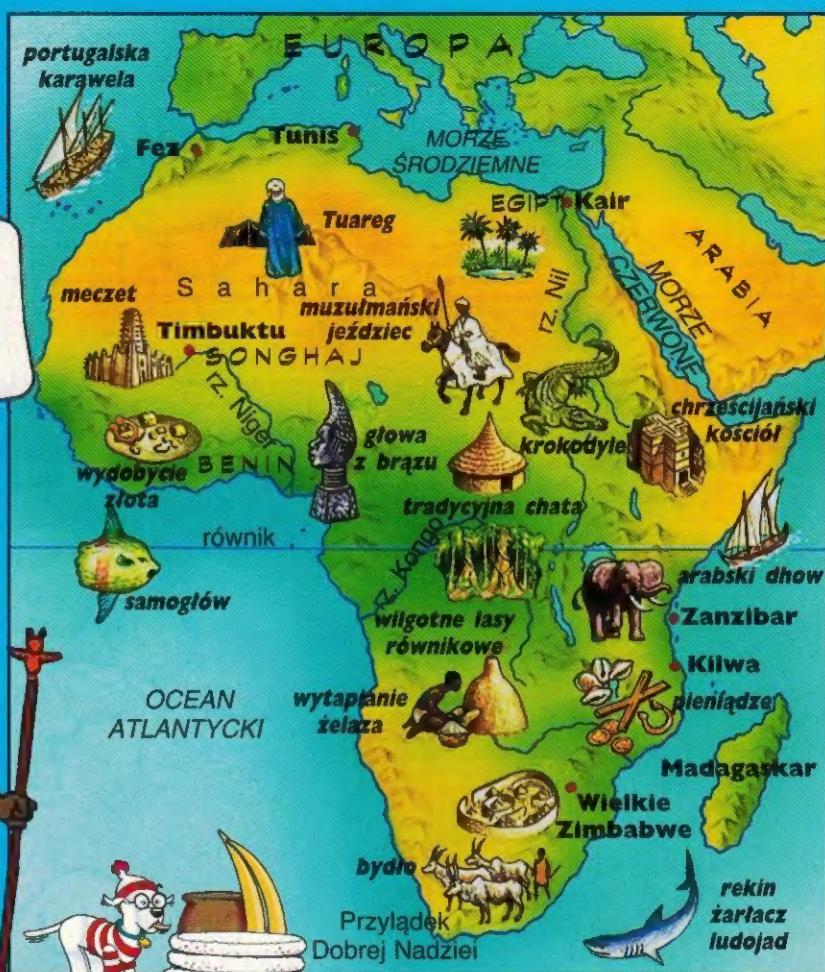 EUROPA
portugalska
karawela
Fez
Tunis
MORZE
ŚRODZIEMNE
EGIPT
Kair
Tuareg
ARABIA
MORZE
CZERWONE
rz. Nil
meczet
Sahara
muzułmański
jeździec
Timbuktu
SONGHAJ
rz. Niger
głowa
z brązu
krokodyle
chrześcijański
kościół
BENIN
wydobycie
złota
tradycyjna chata
równik
rz. Kongo
samogłów
arabski dhow
Zanzibar
wilgotne lasy
równikowe
Kilwa
OCEAN
ATLANTYCKI
wytapianie
żelaza
pieniądze
Madagaskar
Wielkie
Zimbabwe
bydło
Przylądek
Dobrej Nadziei
rekin
żarłacz
ludojad